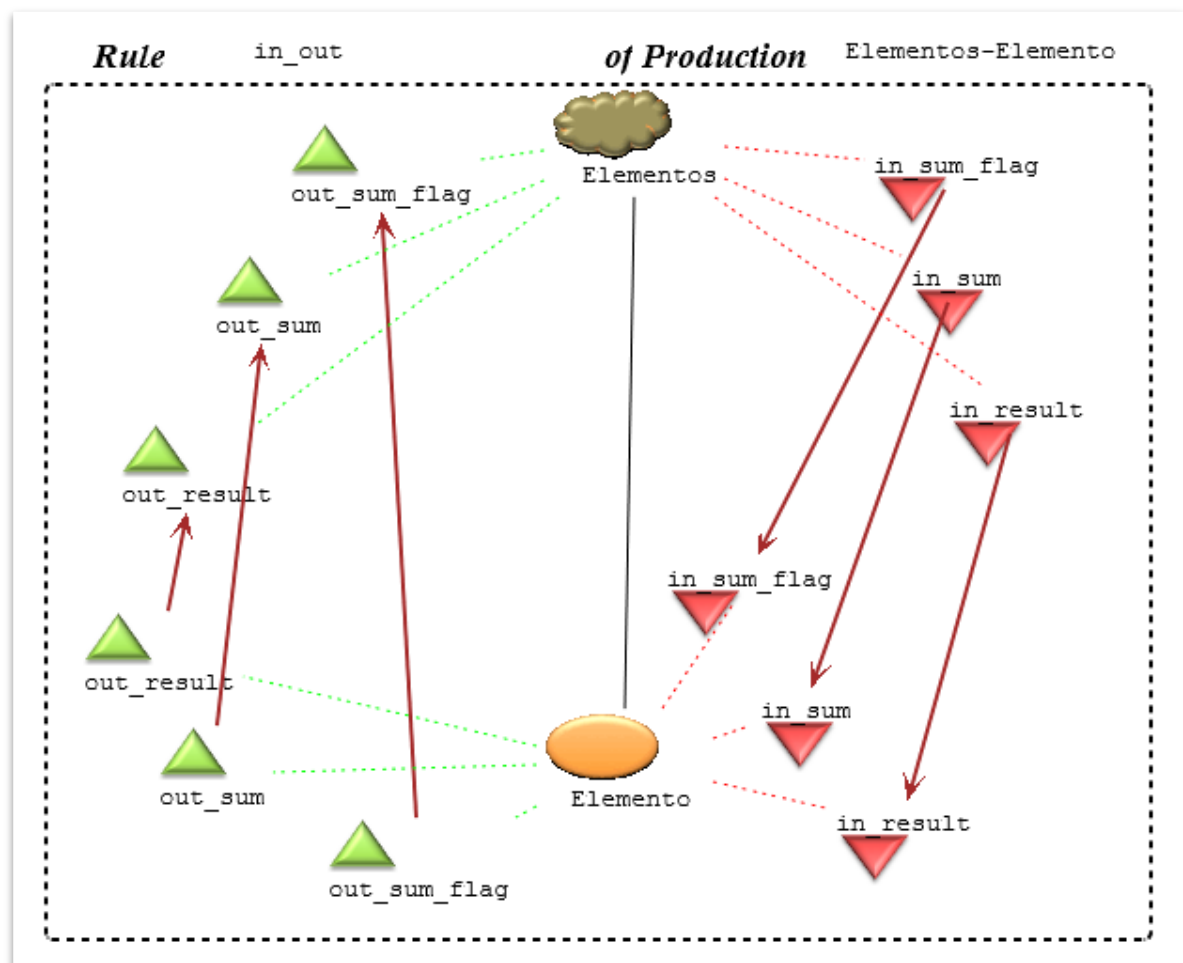 Rule in_out of Production Elementos-Elemento
Elementos
in_sum_flag
out_sum_flag
in_sum
out_sum
in_result
out_result
in_sum_flag
out_result
in_sum
out_sum
Elemento
in_result
out_sum_flag